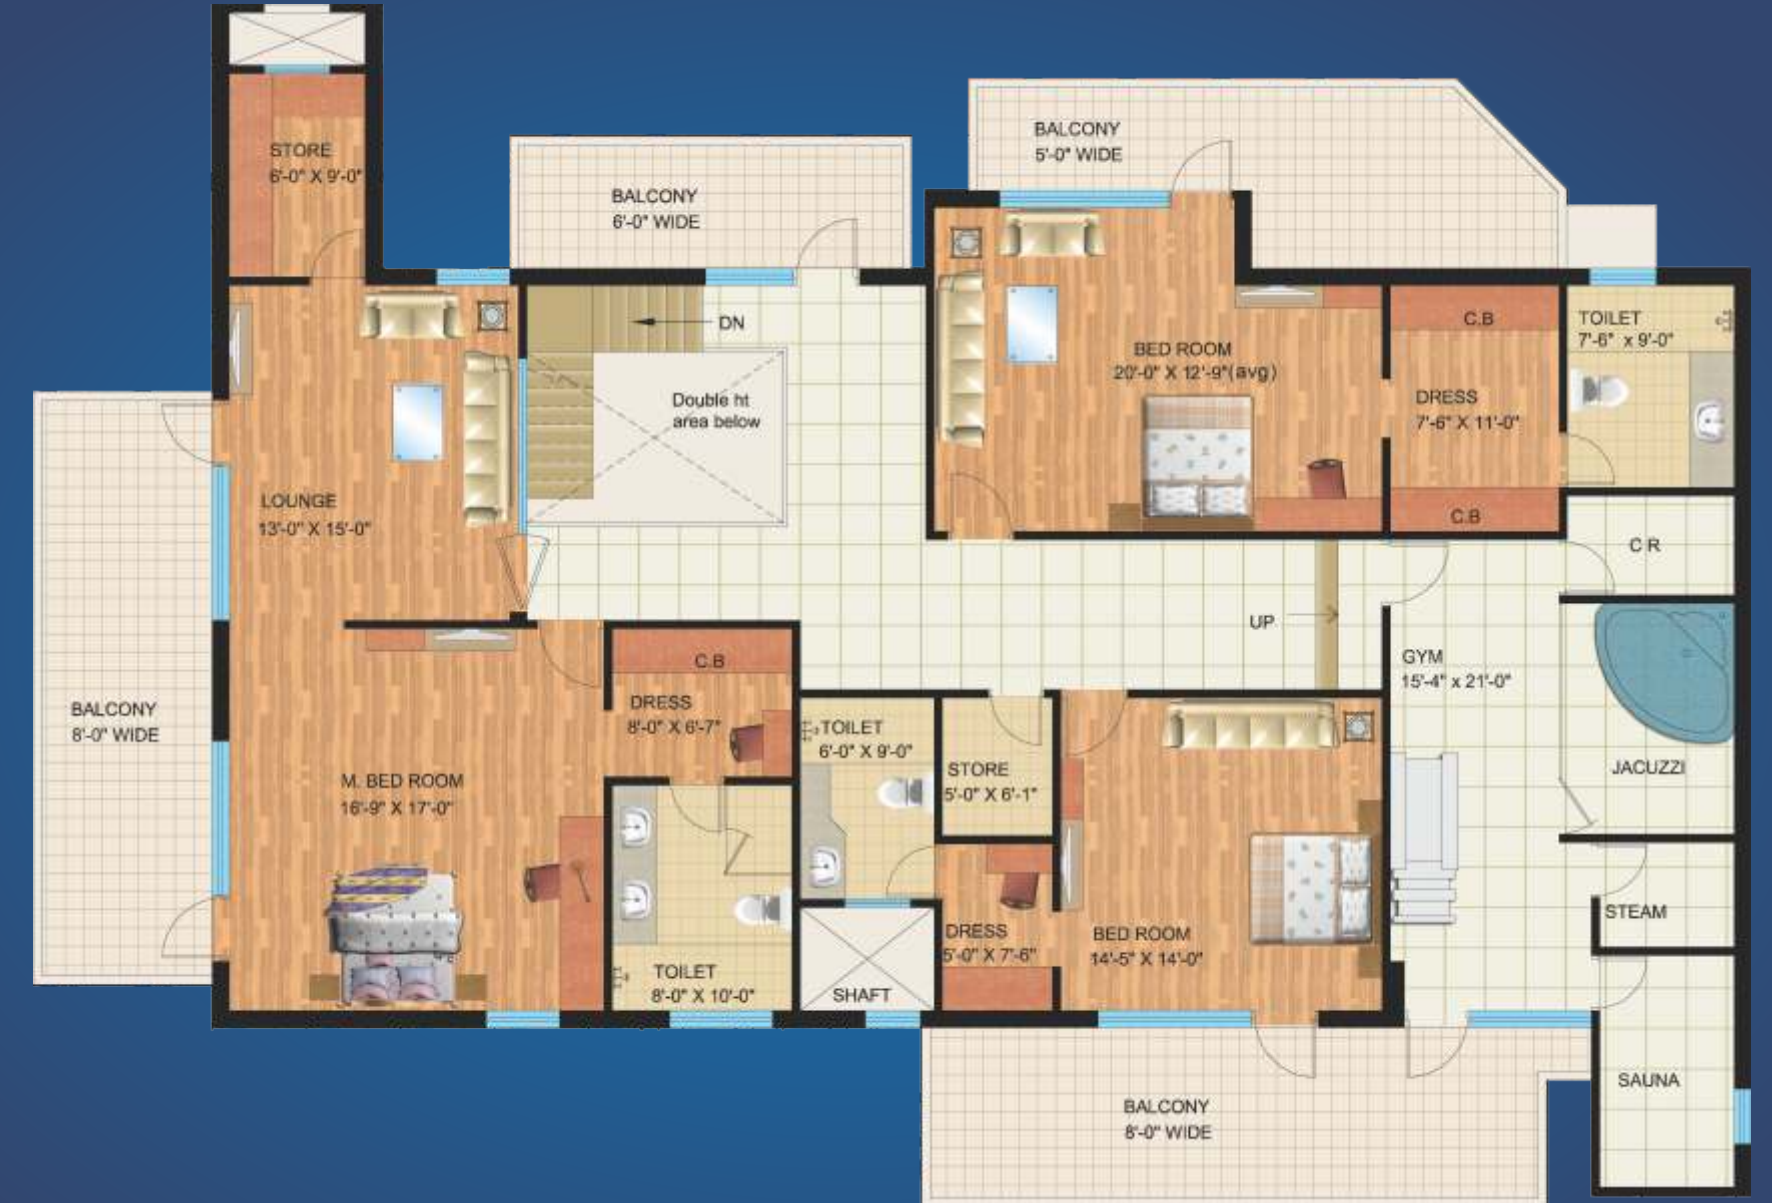 STORE
6'-0" X 9'-0"
BALCONY
6'-0" WIDE
BALCONY
5'-0" WIDE
DN
Double ht
area below
BED ROOM
20'-0" X 12'-9"(avg)
C.B
DRESS
7'-6" X 11'-0"
C.B
TOILET
7'-6" x 9'-0"
LOUNGE
13'-0" X 15'-0"
C R
UP
GYM
15'-4" x 21'-0"
JACUZZI
BALCONY
8'-0" WIDE
M. BED ROOM
16'-9" X 17'-0"
C.B
DRESS
8'-0" X 6'-7"
TOILET
6'-0" X 9'-0"
STORE
5'-0" X 6'-1"
TOILET
8'-0" X 10'-0"
SHAFT
DRESS
5'-0" X 7'-6"
BED ROOM
14'-5" X 14'-0"
STEAM
SAUNA
BALCONY
8'-0" WIDE